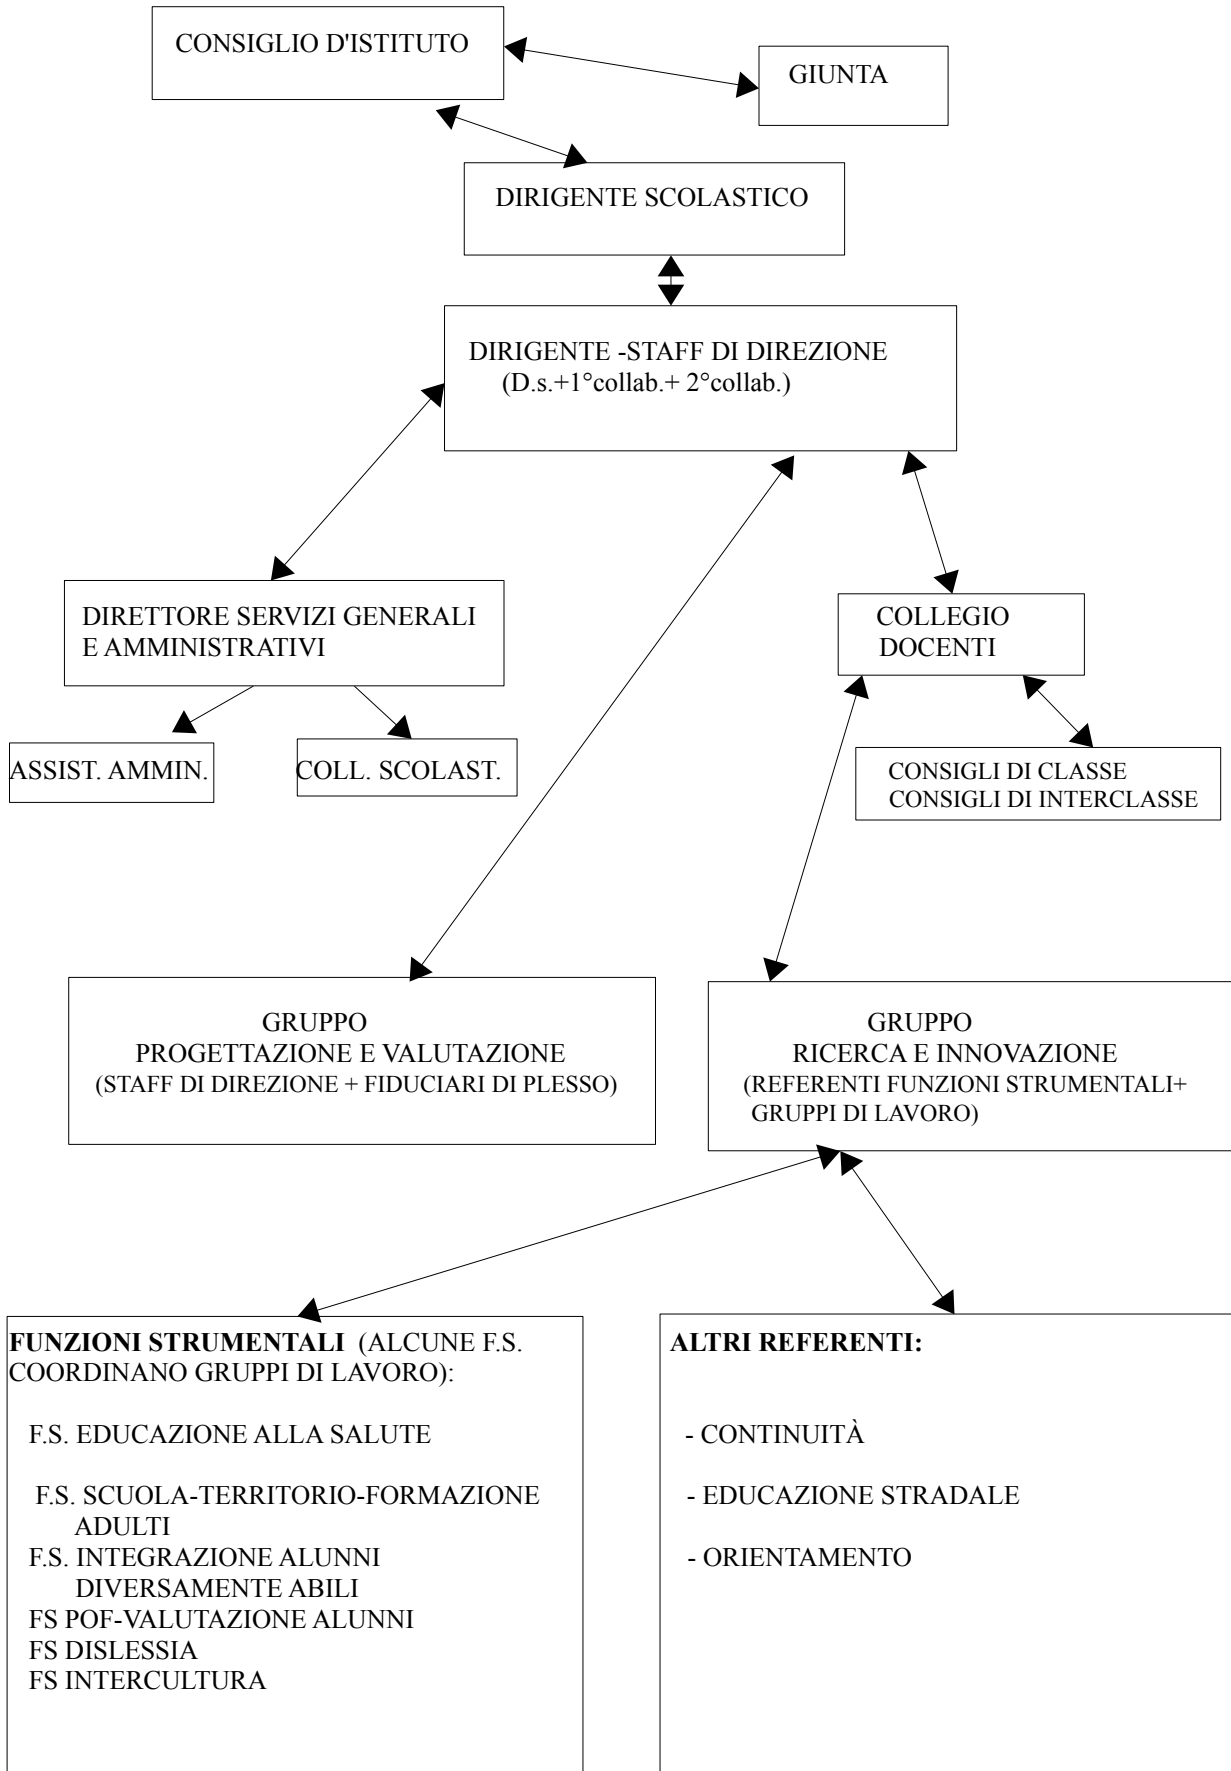 CONSIGLIO D'ISTITUTO
GIUNTA
DIRIGENTE SCOLASTICO
DIRIGENTE -STAFF DI DIREZIONE
(D.s.+1°collab.+ 2°collab.)
DIRETTORE SERVIZI GENERALI
E AMMINISTRATIVI
COLLEGIO
DOCENTI
ASSIST. AMMIN.
COLL. SCOLAST.
CONSIGLI DI CLASSE
CONSIGLI DI INTERCLASSE
GRUPPO
PROGETTAZIONE E VALUTAZIONE
(STAFF DI DIREZIONE + FIDUCIARI DI PLESSO)
GRUPPO
RICERCA E INNOVAZIONE
(REFERENTI FUNZIONI STRUMENTALI+
GRUPPI DI LAVORO)
FUNZIONI STRUMENTALI (ALCUNE F.S.
COORDINANO GRUPPI DI LAVORO):
F.S. EDUCAZIONE ALLA SALUTE
F.S. SCUOLA-TERRITORIO-FORMAZIONE
ADULTI
F.S. INTEGRAZIONE ALUNNI
DIVERSAMENTE ABILI
FS POF-VALUTAZIONE ALUNNI
FS DISLESSIA
FS INTERCULTURA
ALTRI REFERENTI:
- CONTINUITÀ
- EDUCAZIONE STRADALE
- ORIENTAMENTO